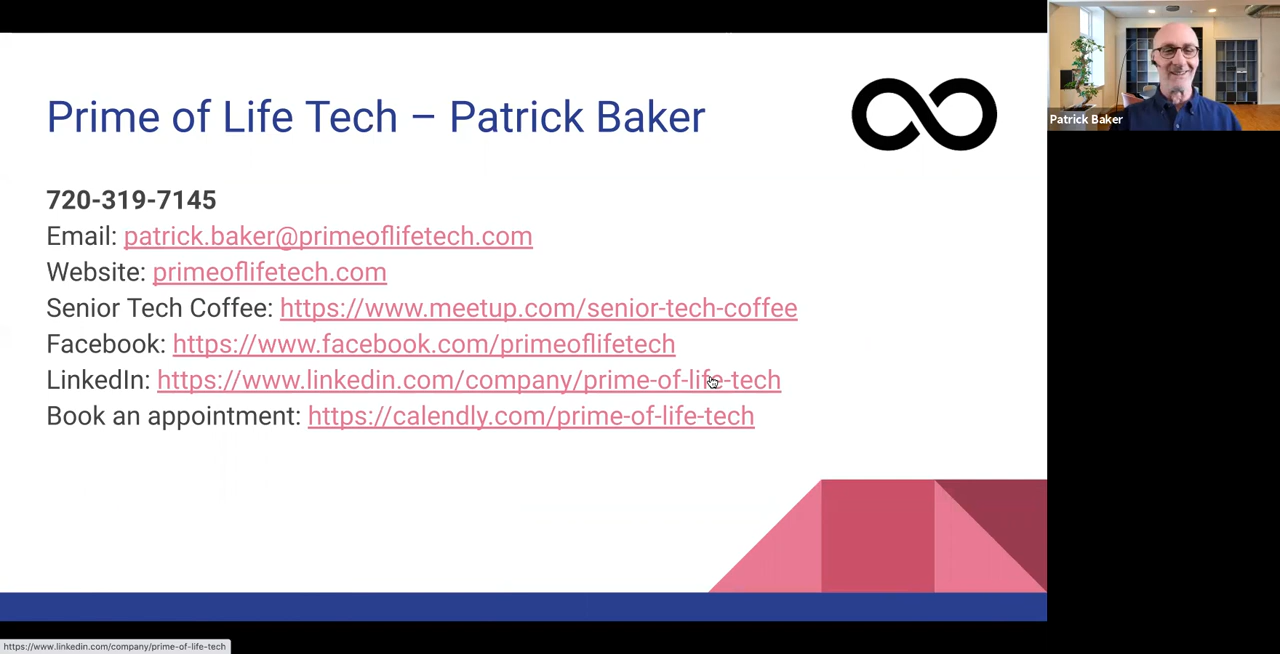 Prime of Life Tech – Patrick Baker
720-319-7145
Email: patrick.baker@primeoflifetech.com
Website: primeoflifetech.com
Senior Tech Coffee: https://www.meetup.com/senior-tech-coffee
Facebook: https://www.facebook.com/primeoflifetech
LinkedIn: https://www.linkedin.com/company/prime-of-life-tech
Book an appointment: https://calendly.com/prime-of-life-tech
Patrick Baker
https://www.linkedin.com/company/prime-of-life-tech